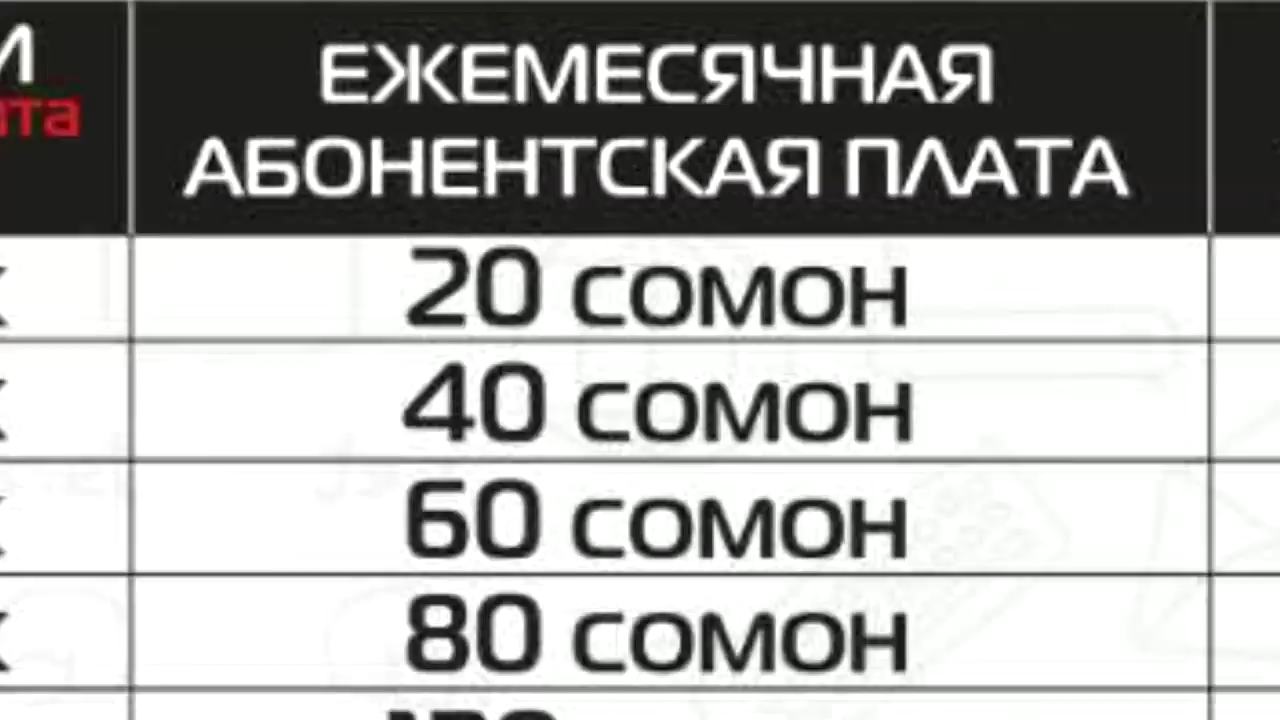 ЕЖЕМЕСЯЧНАЯ
АБОНЕНТСКАЯ ПЛАТА
20 сомон
40 сомон
60 сомон
80 сомон